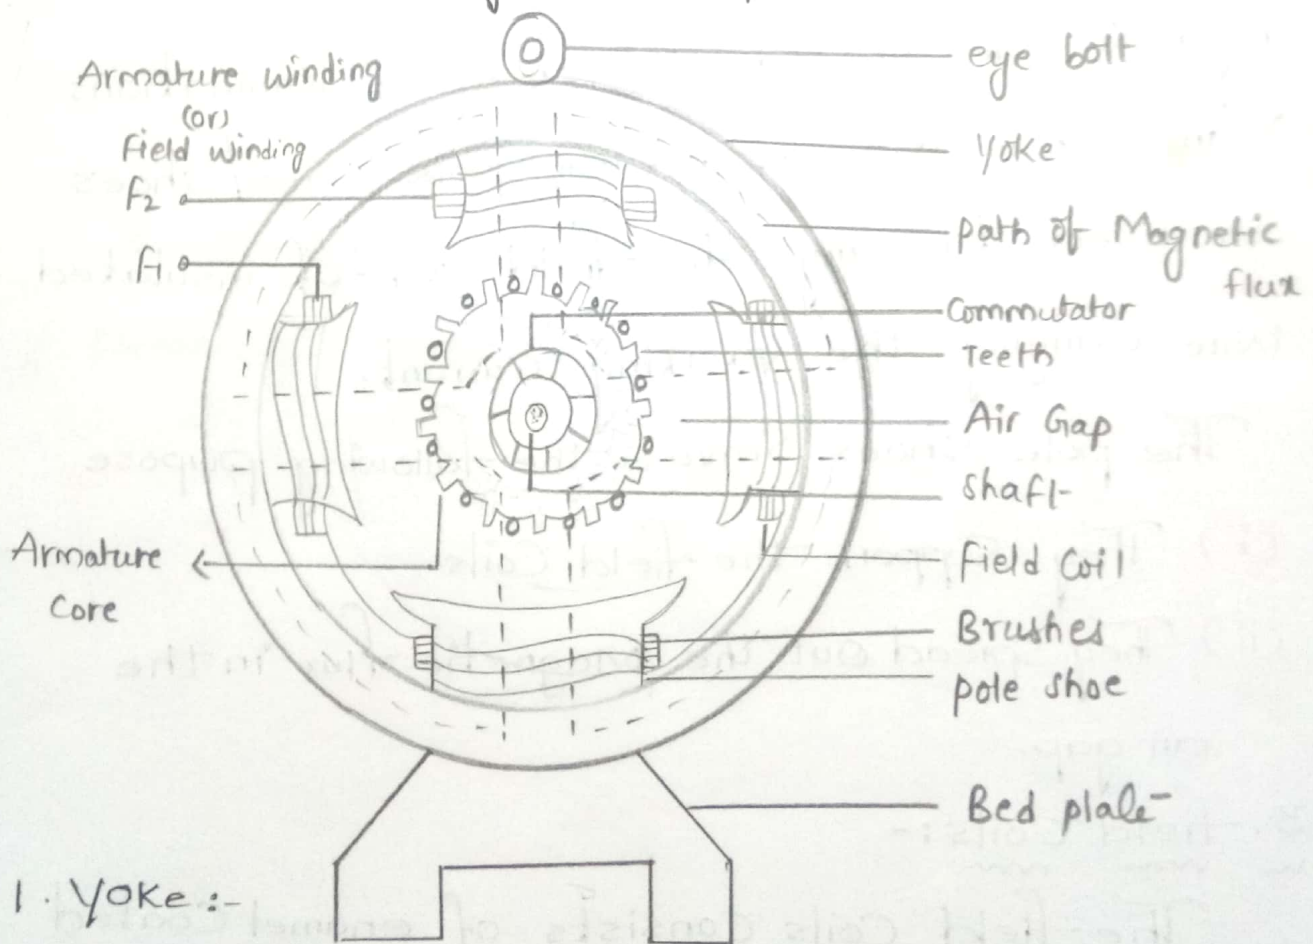 eye bolt
Armature winding
(or)
Field winding
Yoke
F2
path of Magnetic
flux
F1
Commutator
Teeth
Air Gap
Shaft
Armature
Core
Field Coil
Brushes
pole shoe
Bed plate
1. Yoke :-